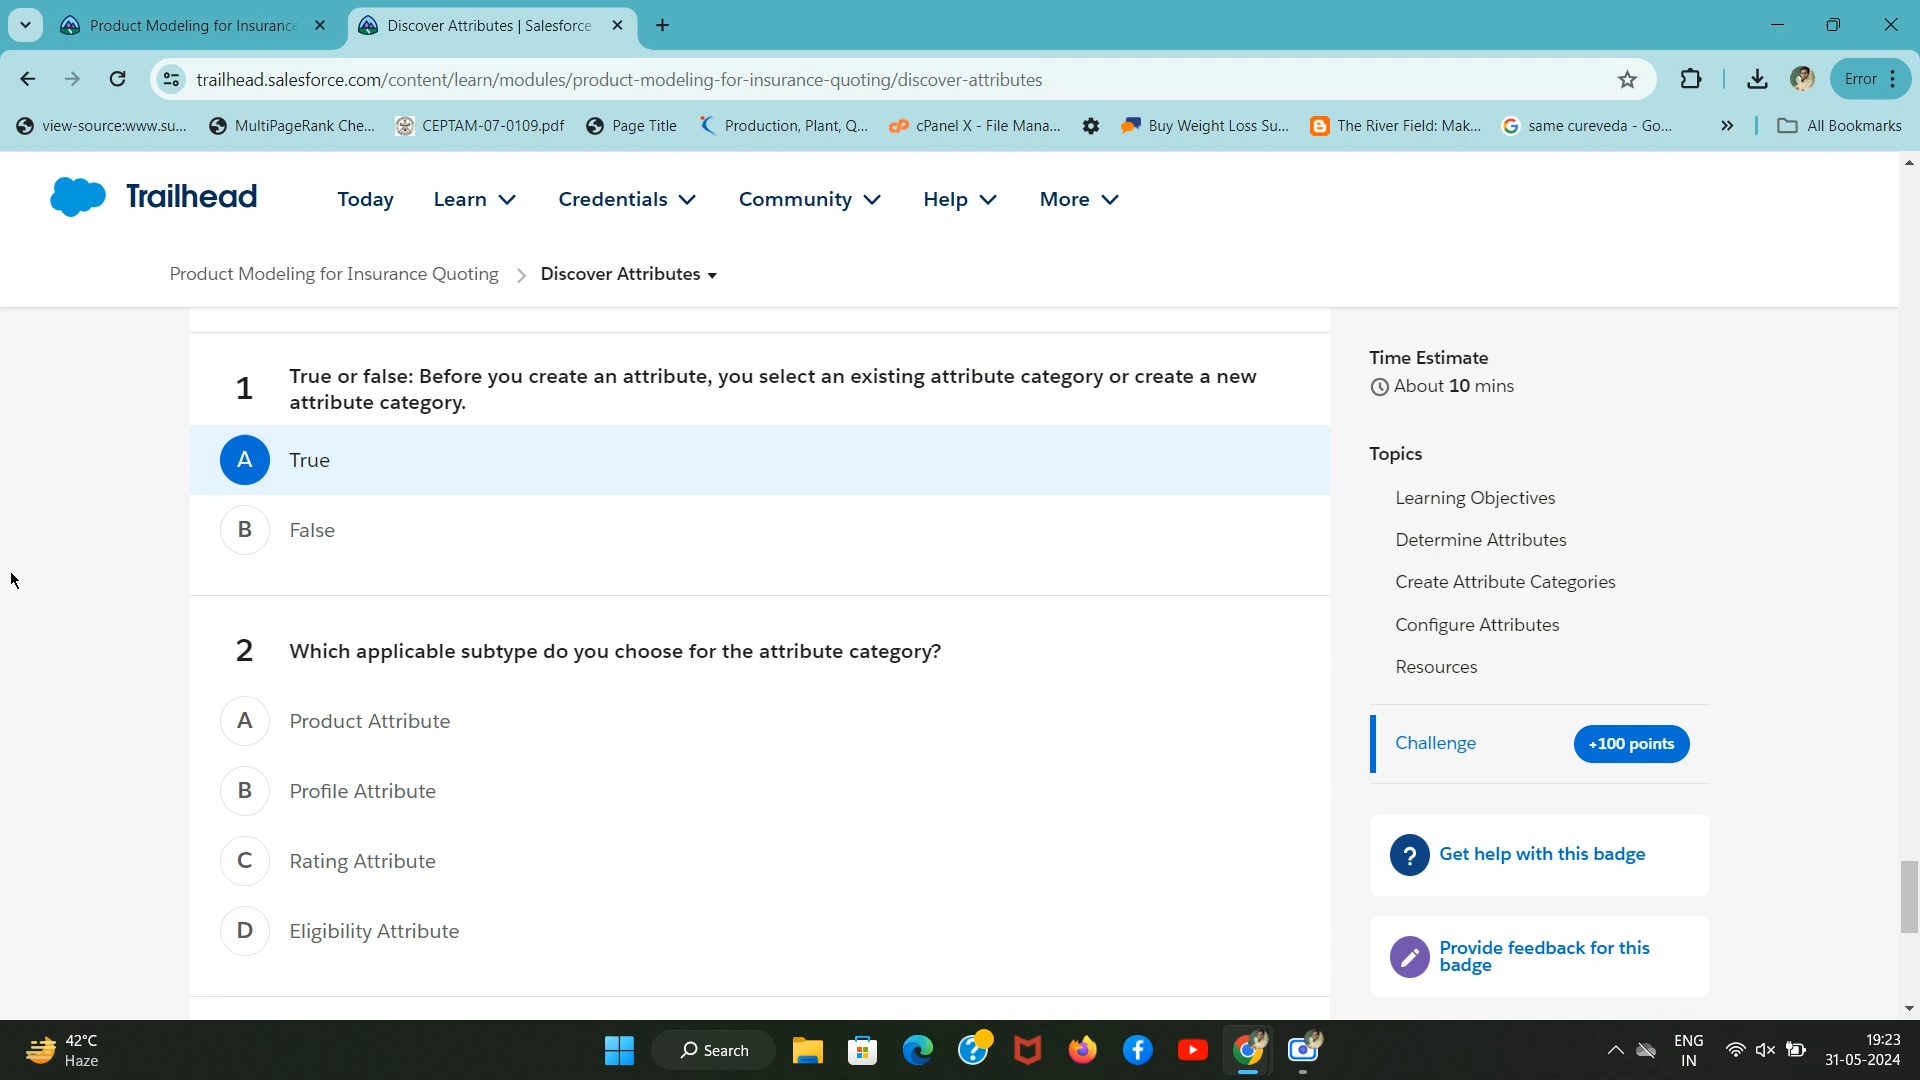 Product Modeling for Insurance
Discover Attributes | Salesforce
trailhead.salesforce.com/content/learn/modules/product-modeling-for-insurance-quoting/discover-attributes
Error
view-source:www.su...
MultiPageRank Che...
CEPTAM-07-0109.pdf
Page Title
Production, Plant, Q...
cPanel X - File Mana...
Buy Weight Loss Su...
The River Field: Mak...
same cureveda - Go...
All Bookmarks
Trailhead
Today
Learn
Credentials
Community
Help
More
Product Modeling for Insurance Quoting > Discover Attributes
1
True or false: Before you create an attribute, you select an existing attribute category or create a new
attribute category.
A True
B False
2 Which applicable subtype do you choose for the attribute category?
A Product Attribute
B Profile Attribute
C Rating Attribute
D Eligibility Attribute
Time Estimate
About 10 mins
Topics
Learning Objectives
Determine Attributes
Create Attribute Categories
Configure Attributes
Resources
Challenge
+100 points
Get help with this badge
Provide feedback for this
badge
42°C
Haze
Search
ENG
IN
19:23
31-05-2024